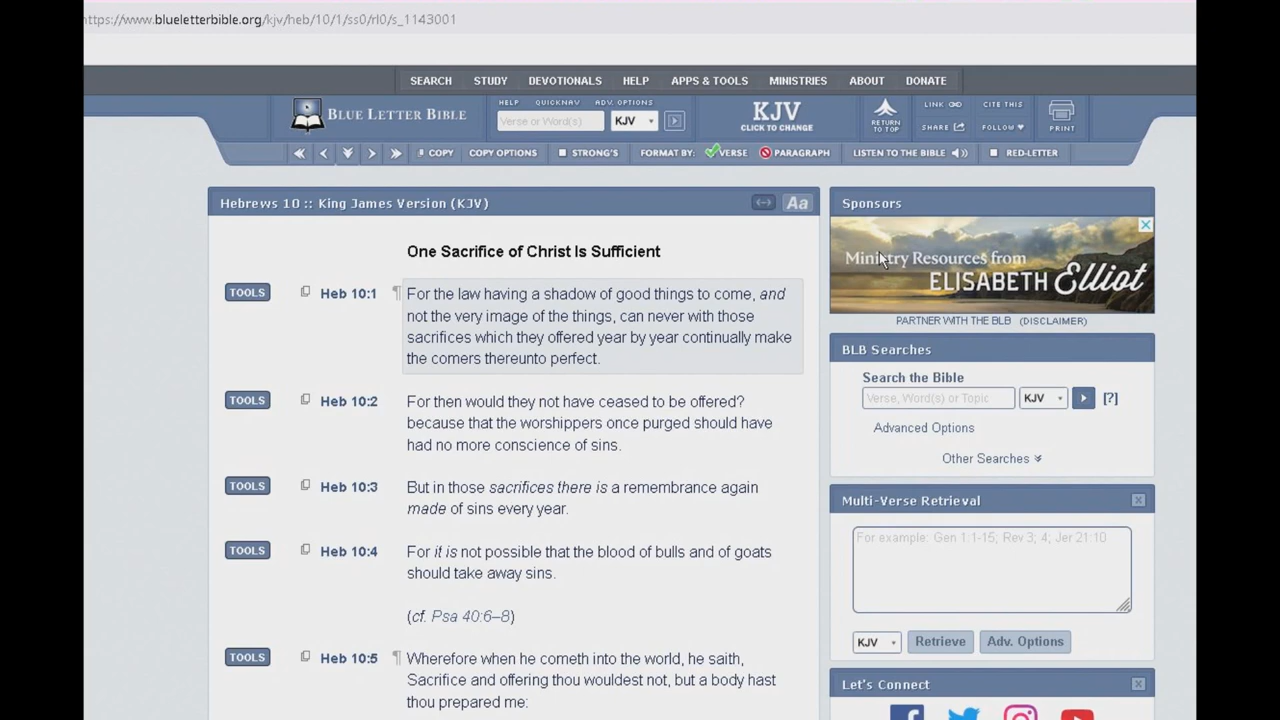 https://www.blueletterbible.org/kjv/heb/10/1/ss0/rl0/s_1143001
SEARCH STUDY DEVOTIONALS HELP APPS & TOOLS MINISTRIES ABOUT DONATE
BLUE LETTER BIBLE
HELP QUICKNAV ADV. OPTIONS
Verse or Word(s) KJV
KJV
CLICK TO CHANGE
RETURN
TO TOP
LINK CITE THIS
SHARE FOLLOW
PRINT
COPY COPY OPTIONS STRONG'S FORMAT BY: VERSE PARAGRAPH LISTEN TO THE BIBLE RED-LETTER
Hebrews 10 :: King James Version (KJV) Aa
One Sacrifice of Christ Is Sufficient
TOOLS Heb 10:1 ¶ For the law having a shadow of good things to come, and
not the very image of the things, can never with those
sacrifices which they offered year by year continually make
the comers thereunto perfect.
TOOLS Heb 10:2 For then would they not have ceased to be offered?
because that the worshippers once purged should have
had no more conscience of sins.
TOOLS Heb 10:3 But in those sacrifices there is a remembrance again
made of sins every year.
TOOLS Heb 10:4 For it is not possible that the blood of bulls and of goats
should take away sins.
(cf. Psa 40:6–8)
TOOLS Heb 10:5 ¶ Wherefore when he cometh into the world, he saith,
Sacrifice and offering thou wouldest not, but a body hast
thou prepared me:
Sponsors
Ministry Resources from
ELISABETH Elliot
PARTNER WITH THE BLB (DISCLAIMER)
BLB Searches
Search the Bible
Verse, Word(s) or Topic KJV [?]
Advanced Options
Other Searches
Multi-Verse Retrieval
For example: Gen 1:1-15; Rev 3; 4; Jer 21:10
KJV Retrieve Adv. Options
Let's Connect